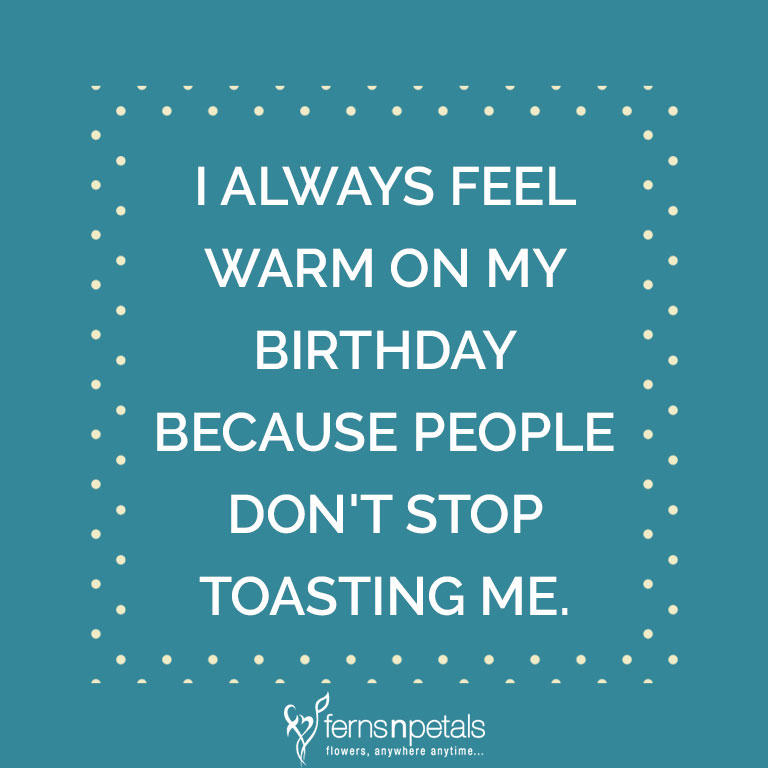 I ALWAYS FEEL
WARM ON MY
BIRTHDAY
BECAUSE PEOPLE
DON'T STOP
TOASTING ME.
fernsnpetals
flowers, anywhere anytime...